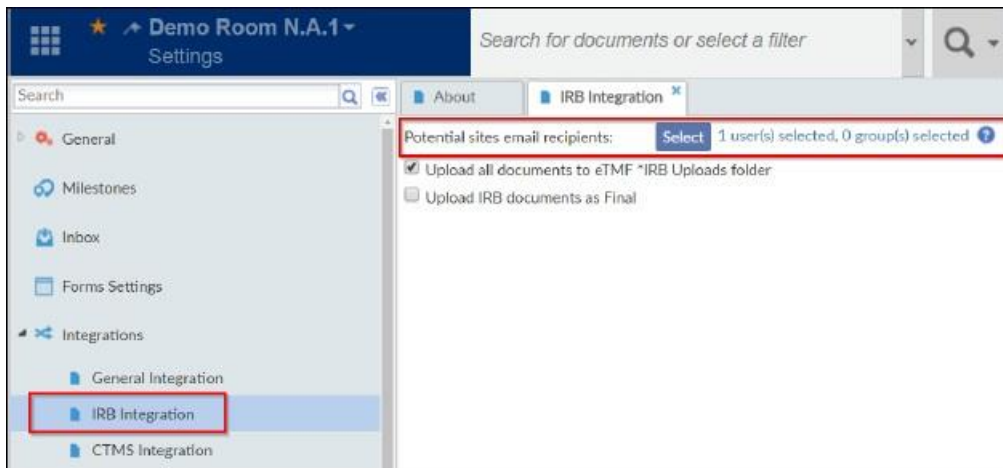 Demo Room N.A.1
Settings
Search for documents or select a filter
Search
About
IRB Integration
General
Potential sites email recipients: Select 1 user(s) selected, 0 group(s) selected ?
Upload all documents to eTMF *IRB Uploads folder
Upload IRB documents as Final
Milestones
Inbox
Forms Settings
Integrations
General Integration
IRB Integration
CTMS Integration